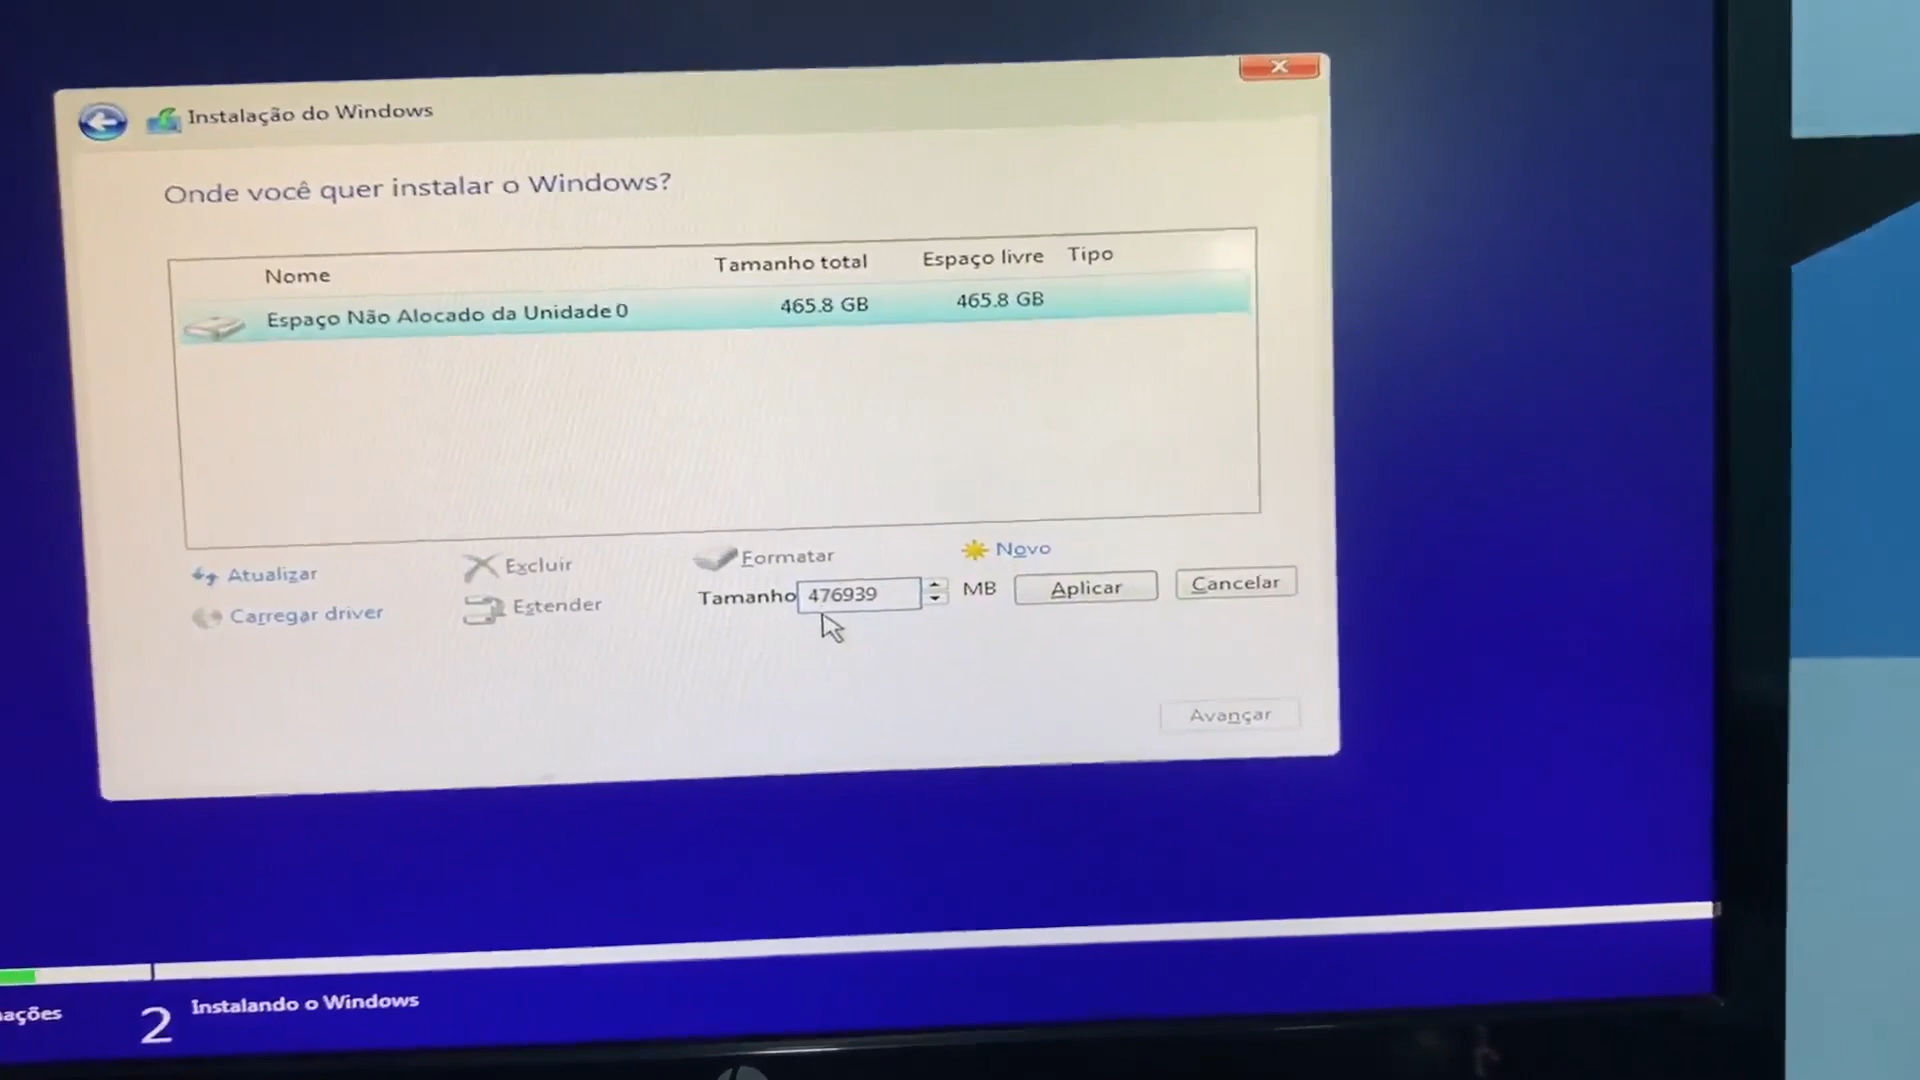 Instalação do Windows
Onde você quer instalar o Windows?
Nome Tamanho total Espaço livre Tipo
Espaço Não Alocado da Unidade 0 465.8 GB 465.8 GB
Atualizar Excluir Formatar Novo
Carregar driver Estender Tamanho 476939 MB Aplicar Cancelar
Avançar
ações 2 Instalando o Windows